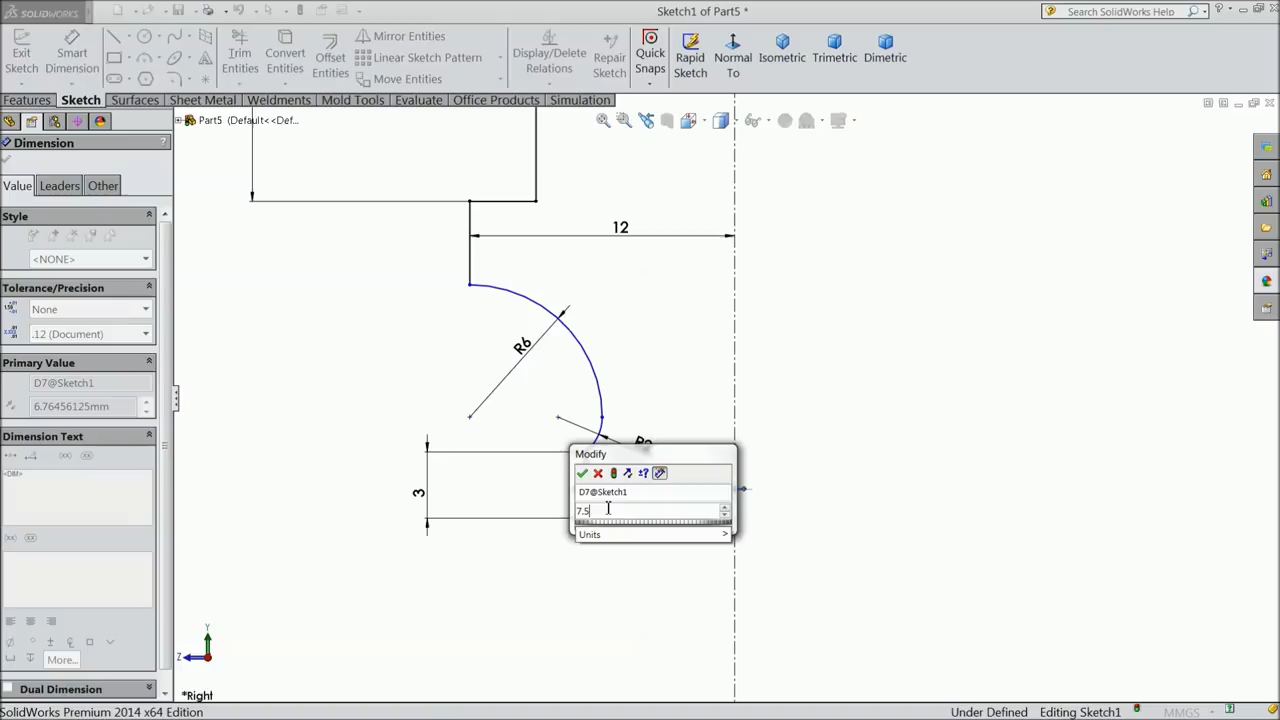 SOLIDWORKS
Sketch1 of Part5 *
Search SolidWorks Help
?
Exit Sketch
Smart Dimension
Trim Entities
Convert Entities
Offset Entities
Mirror Entities
Linear Sketch Pattern
Move Entities
Display/Delete Relations
Repair Sketch
Quick Snaps
Rapid Sketch
Normal To
Isometric
Trimetric
Dimetric
Features
Sketch
Surfaces
Sheet Metal
Weldments
Mold Tools
Evaluate
Office Products
Simulation
Part5 (Default<<Def...
Dimension
?
Value
Leaders
Other
Style
<NONE>
Tolerance/Precision
None
.12 (Document)
Primary Value
D7@Sketch1
6.76456125mm
Dimension Text
<DIM>
More...
Dual Dimension
12
R6
3
Modify
D7@Sketch1
7.5
Units >
Y
Z
*Right
SolidWorks Premium 2014 x64 Edition
Under Defined
Editing Sketch1
MMGS